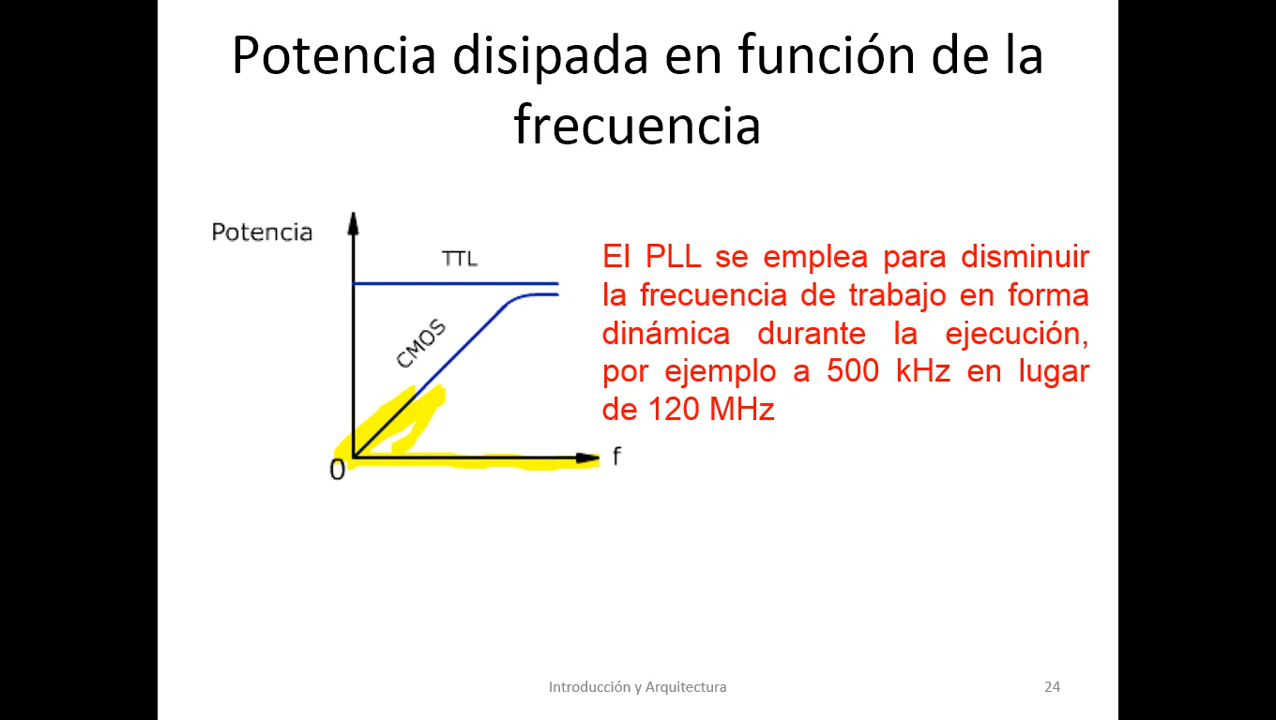 Potencia disipada en función de la
frecuencia
Potencia
TTL
CMOS
0
f
El PLL se emplea para disminuir
la frecuencia de trabajo en forma
dinámica durante la ejecución,
por ejemplo a 500 kHz en lugar
de 120 MHz
Introducción y Arquitectura
24